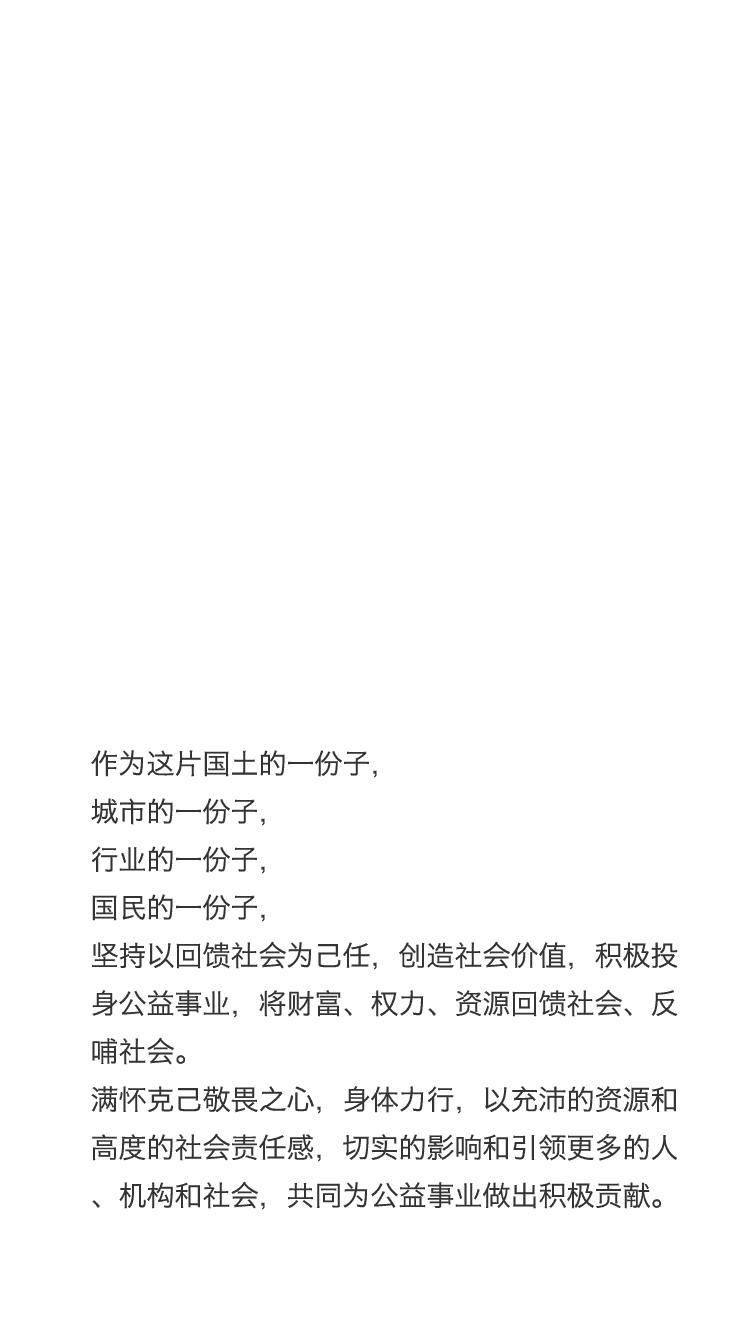 作为这片国土的一份子，
城市的一份子，
行业的一份子，
国民的一份子，
坚持以回馈社会为己任，创造社会价值，积极投
身公益事业，将财富、权力、资源回馈社会、反
哺社会。
满怀克己敬畏之心，身体力行，以充沛的资源和
高度的社会责任感，切实的影响和引领更多的人
、机构和社会，共同为公益事业做出积极贡献。